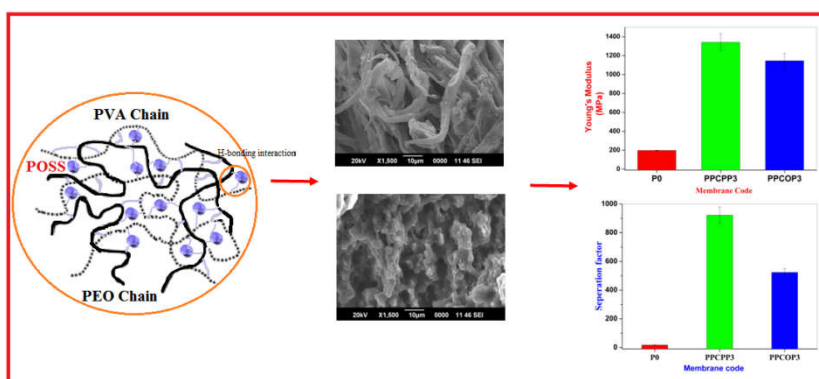 PVA Chain
H-bonding interaction
POSS
PEO Chain
20kV X1,500 10µm 0000 11 46 SEI
20kV X1,500 10µm 0000 11 46 SEI
Young's Modulus
(MPa)
1400
1200
1000
800
600
400
200
0
P0 PPCPP3 PPCOP3
Membrane Code
Seperation factor
1000
800
600
400
200
0
P0 PPCPP3 PPCOP3
Membrane code